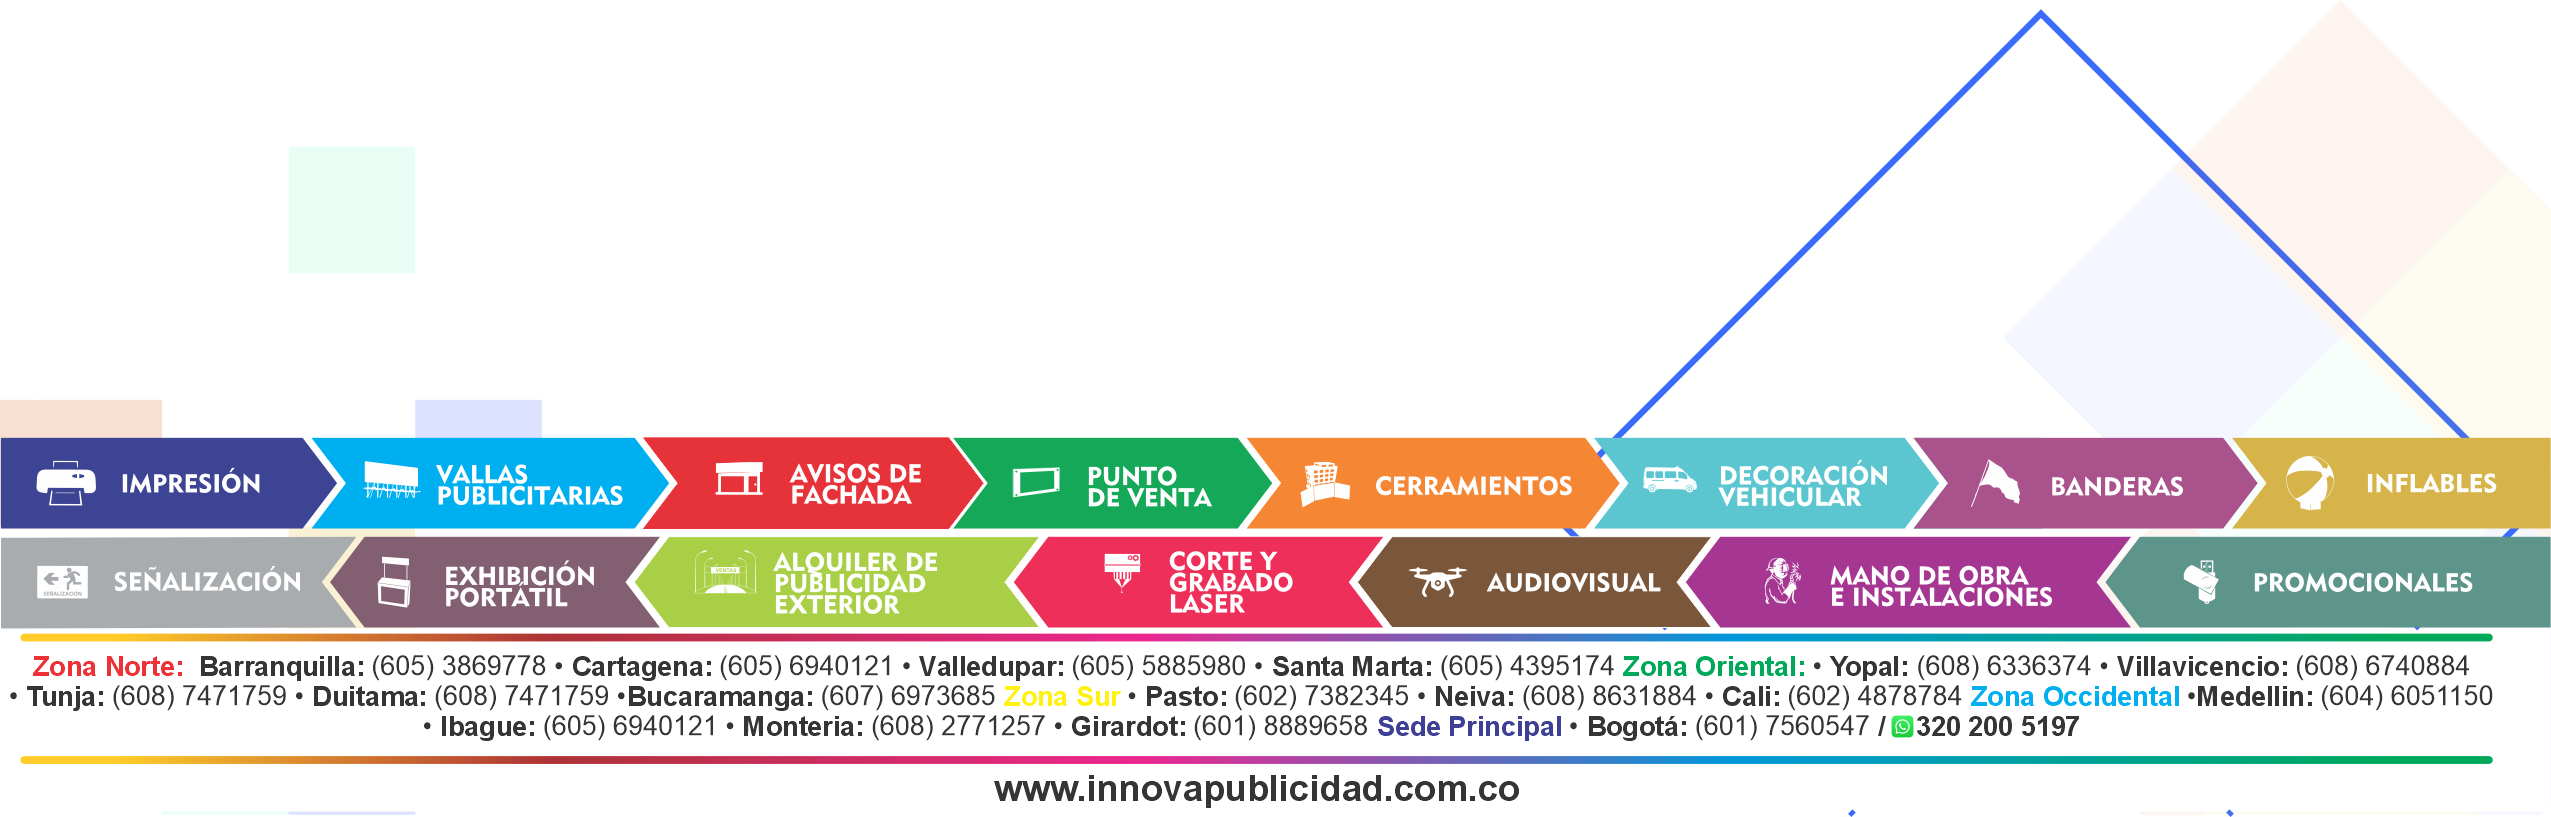 IMPRESIÓN
VALLAS
PUBLICITARIAS
AVISOS DE
FACHADA
PUNTO
DE VENTA
CERRAMIENTOS
DECORACIÓN
VEHICULAR
BANDERAS
INFLABLES
SEÑALIZACIÓN
SEÑALIZACIÓN
EXHIBICIÓN
PORTÁTIL
VENTAS
ALQUILER DE
PUBLICIDAD
EXTERIOR
CORTE Y
GRABADO
LASER
AUDIOVISUAL
MANO DE OBRA
E INSTALACIONES
PROMOCIONALES
Zona Norte: Barranquilla: (605) 3869778 • Cartagena: (605) 6940121 • Valledupar: (605) 5885980 • Santa Marta: (605) 4395174 Zona Oriental: • Yopal: (608) 6336374 • Villavicencio: (608) 6740884
• Tunja: (608) 7471759 • Duitama: (608) 7471759 •Bucaramanga: (607) 6973685 Zona Sur • Pasto: (602) 7382345 • Neiva: (608) 8631884 • Cali: (602) 4878784 Zona Occidental •Medellin: (604) 6051150
• Ibague: (605) 6940121 • Monteria: (608) 2771257 • Girardot: (601) 8889658 Sede Principal • Bogotá: (601) 7560547 / 320 200 5197
www.innovapublicidad.com.co